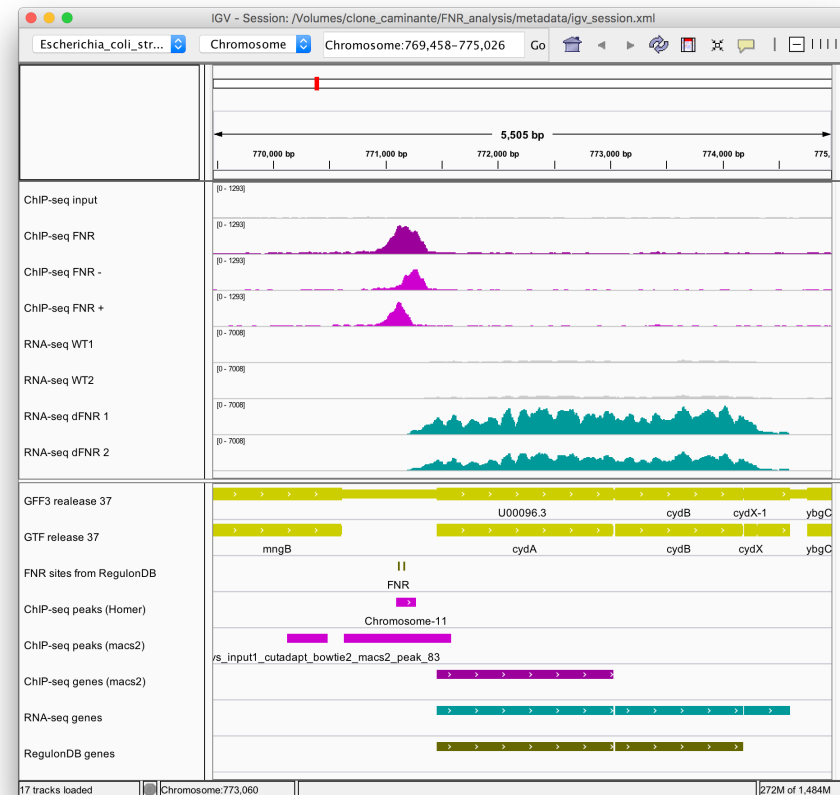 IGV - Session: /Volumes/clone_caminante/FNR_analysis/metadata/igv_session.xml
Escherichia_coli_str... Chromosome Chromosome:769,458-775,026 Go
5,505 bp
770,000 bp 771,000 bp 772,000 bp 773,000 bp 774,000 bp 775,
ChIP-seq input [0 - 1293]
ChIP-seq FNR [0 - 1293]
ChIP-seq FNR - [0 - 1293]
ChIP-seq FNR + [0 - 1293]
RNA-seq WT1 [0 - 7008]
RNA-seq WT2 [0 - 7008]
RNA-seq dFNR 1 [0 - 7008]
RNA-seq dFNR 2 [0 - 7008]
GFF3 realease 37
U00096.3 cydB cydX-1 ybgC
GTF release 37
mngB cydA cydB cydX ybgC
FNR sites from RegulonDB
FNR
ChIP-seq peaks (Homer)
Chromosome-11
ChIP-seq peaks (macs2)
/s_input1_cutadapt_bowtie2_macs2_peak_83
ChIP-seq genes (macs2)
RNA-seq genes
RegulonDB genes
17 tracks loaded Chromosome:773,060 272M of 1,484M